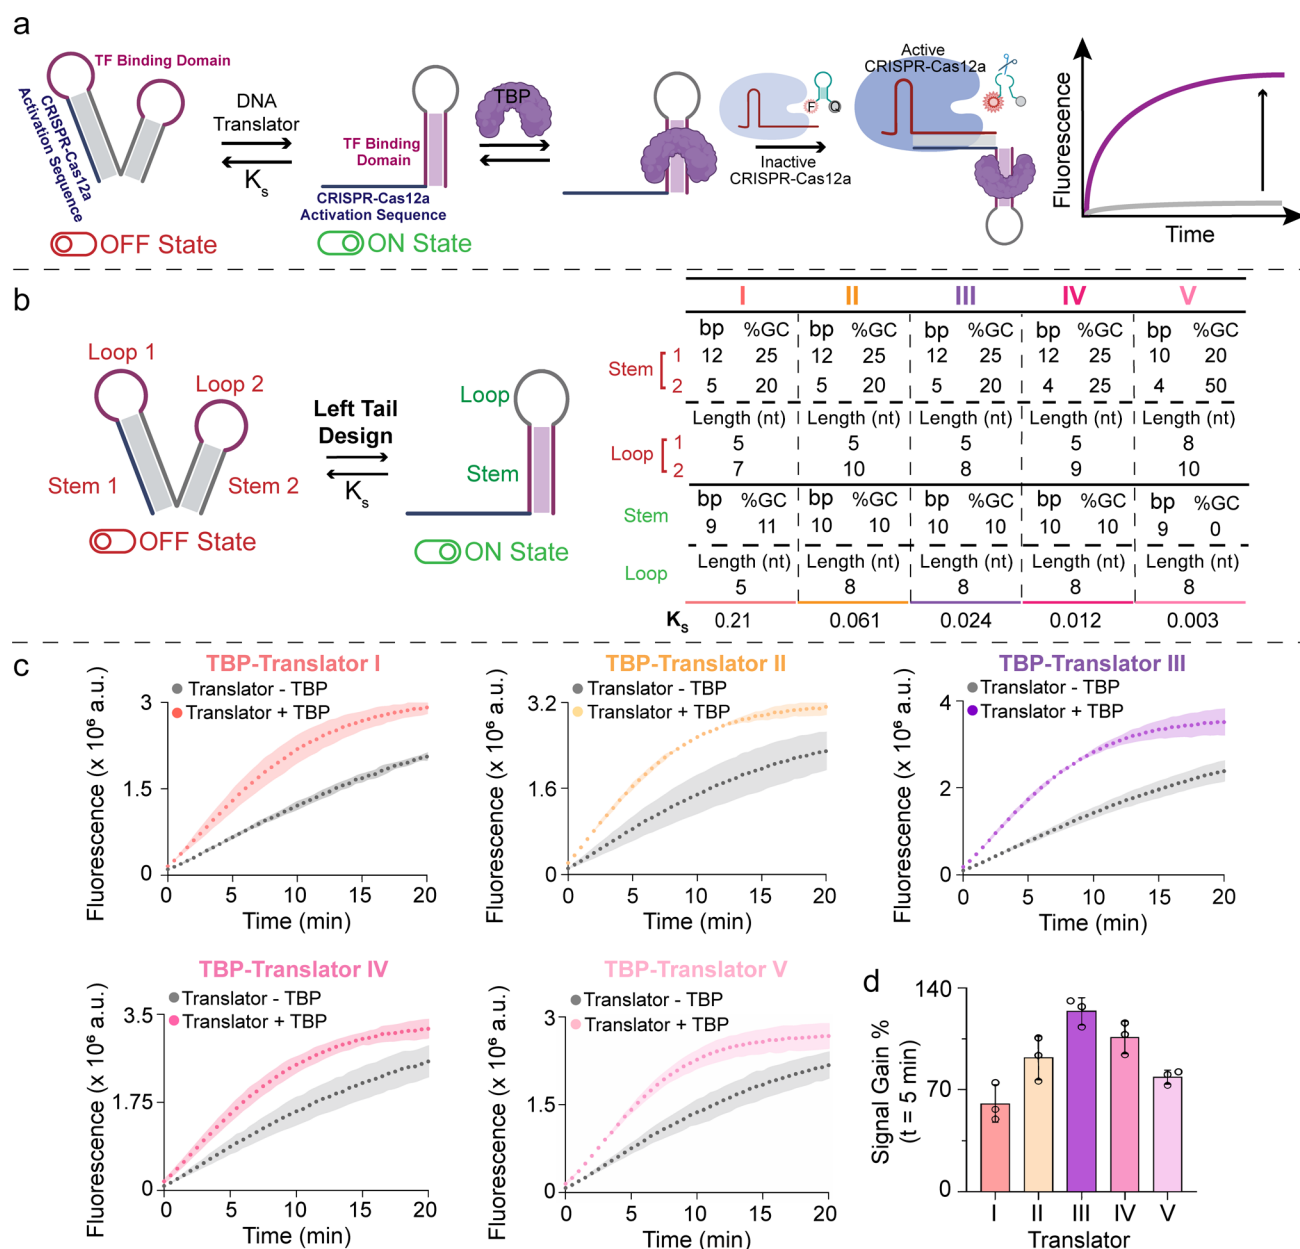 a
TF Binding Domain
CRISPR-Cas12a
Activation Sequence
OFF State
DNA
Translator
Ks
TF Binding
Domain
CRISPR-Cas12a
Activation Sequence
ON State
TBP
F
Q
Inactive
CRISPR-Cas12a
Active
CRISPR-Cas12a
Fluorescence
Time
b
Loop 1
Loop 2
Stem 1
Stem 2
OFF State
Left Tail
Design
Ks
Loop
Stem
ON State
I II III IV V
bp %GC bp %GC bp %GC bp %GC bp %GC
Stem 1 12 25 12 25 12 25 12 25 10 20
2 5 20 5 20 5 20 4 25 4 50
Length (nt) Length (nt) Length (nt) Length (nt) Length (nt)
Loop 1 5 5 5 5 8
2 7 10 8 9 10
bp %GC bp %GC bp %GC bp %GC bp %GC
Stem 9 11 10 10 10 10 10 10 9 0
Length (nt) Length (nt) Length (nt) Length (nt) Length (nt)
Loop 5 8 8 8 8
Ks 0.21 0.061 0.024 0.012 0.003
c
TBP-Translator I
Translator - TBP
Translator + TBP
Fluorescence (x 10⁶ a.u.)
3
1.5
0
0 5 10 15 20
Time (min)
TBP-Translator II
Translator - TBP
Translator + TBP
Fluorescence (x 10⁶ a.u.)
3.2
1.6
0
0 5 10 15 20
Time (min)
TBP-Translator III
Translator - TBP
Translator + TBP
Fluorescence (x 10⁶ a.u.)
4
2
0
0 5 10 15 20
Time (min)
TBP-Translator IV
Translator - TBP
Translator + TBP
Fluorescence (x 10⁶ a.u.)
3.5
1.75
0
0 5 10 15 20
Time (min)
TBP-Translator V
Translator - TBP
Translator + TBP
Fluorescence (x 10⁶ a.u.)
3
1.5
0
0 5 10 15 20
Time (min)
d
Signal Gain %
(t = 5 min)
140
70
0
I II III IV V
Translator